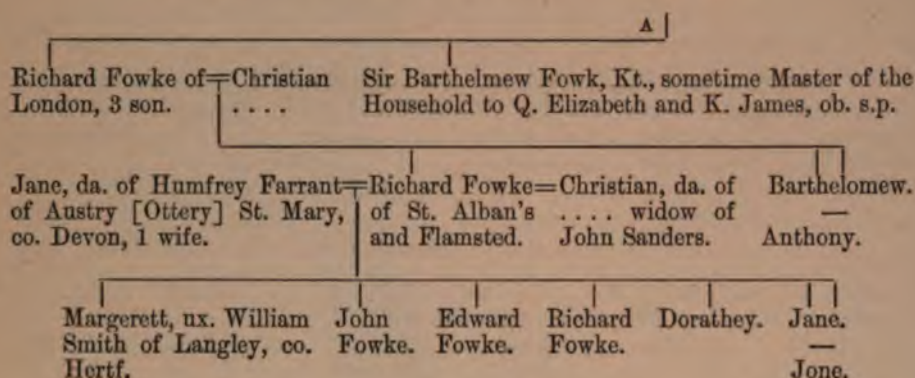 A
Richard Fowke of=Christian
London, 3 son. . . . .
Sir Barthelmew Fowk, Kt., sometime Master of the
Household to Q. Elizabeth and K. James, ob. s.p.
Jane, da. of Humfrey Farrant=Richard Fowke=Christian, da. of Barthelomew.
of Austry [Ottery] St. Mary, of St. Alban's . . . . widow of —
co. Devon, 1 wife. and Flamsted. John Sanders. Anthony.
Margerett, ux. William John Edward Richard Dorathey. Jane.
Smith of Langley, co. Fowke. Fowke. Fowke. —
Hertf. Jone.